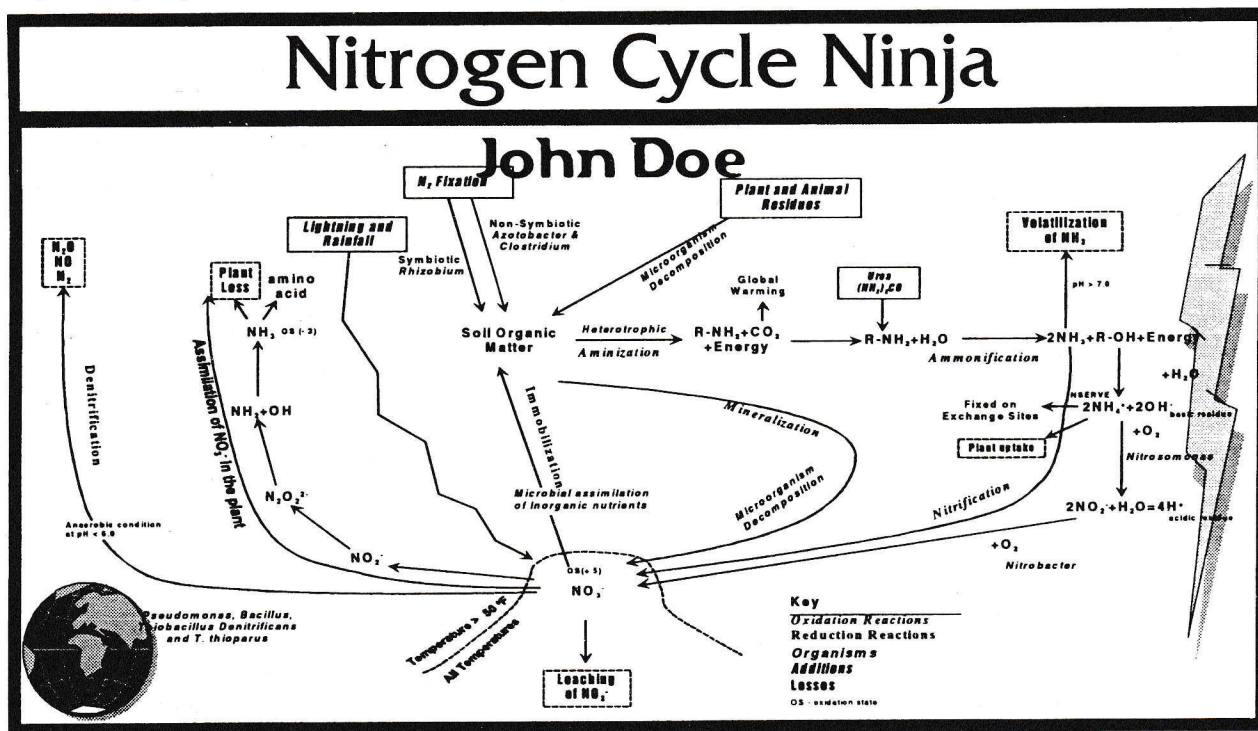 Nitrogen Cycle Ninja
John Doe
N₂ Fixation
Plant and Animal
Residues
Lightning and
Rainfall
Non-Symbiotic
Azotobacter &
Clostridium
Symbiotic
Rhizobium
Microorganism
Decomposition
Volatilization
of NH₃
N₂O
NO
N₂
Plant
Loss
amino
acid
Global
Warming
Urea
(NH₂)₂CO
pH > 7.0
NH₃ OS (- 3)
Soil Organic
Matter
Heterotrophic
Aminization
R-NH₂+CO₂
+Energy
R-NH₂+H₂O
Ammonification
2NH₃+R-OH+Energy
+H₂O
Denitrification
Assimilation of NO₃⁻ in the plant
NH₂+OH
Immobilization
Mineralization
Fixed on
Exchange Sites
NSERVE
2NH₄⁺+2OH⁻
basic residue
+O₂
Plant uptake
Nitrosomonas
N₂O₂²⁻
Microbial assimilation
of Inorganic nutrients
Microorganism
Decomposition
Nitrification
2NO₂⁻+H₂O=4H⁺
acidic residue
Anaerobic condition
at pH <
NO₂⁻
+O₂
Nitrobacter
OS (+ 5)
NO₃⁻
Pseudomonas, Bacillus,
Thiobacillus Denitrificans
and T. thioparus
Temperature > 50 °F
All Temperatures
Leaching
of NO₃⁻
Key
Oxidation Reactions
Reduction Reactions
Organisms
Additions
Losses
OS - oxidation state